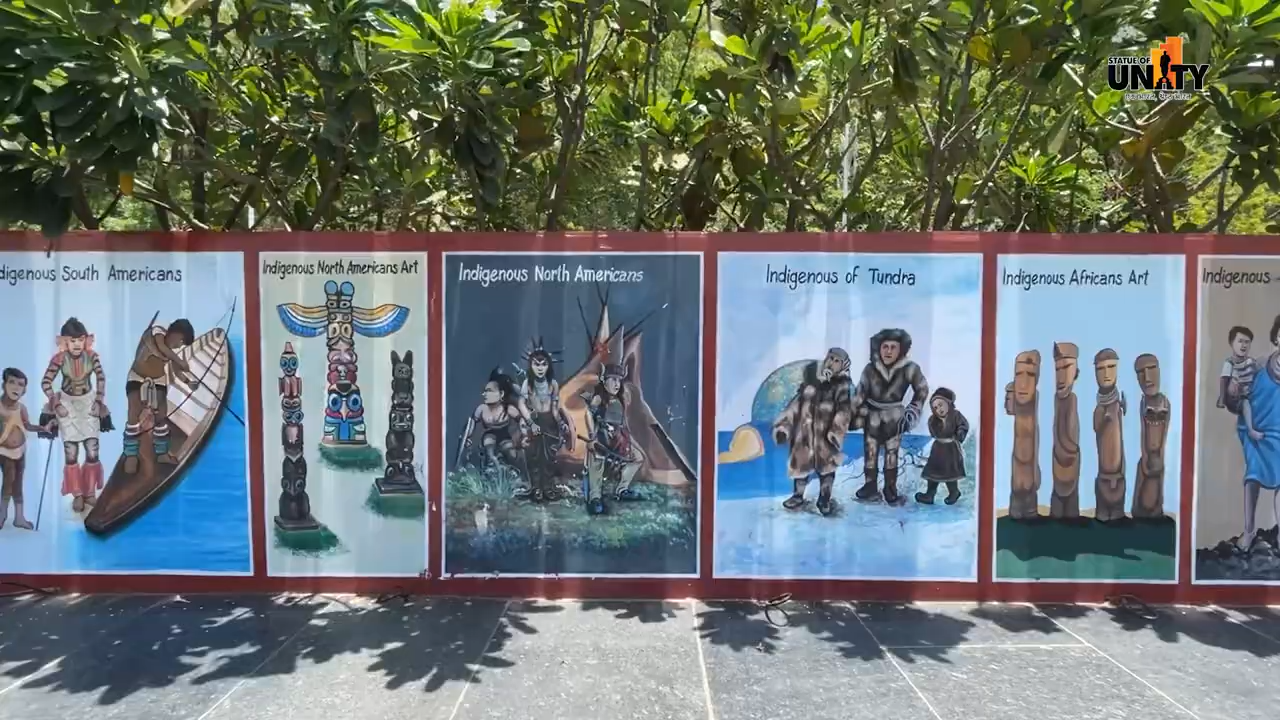 digenous South Americans
Indigenous North Americans Art
Indigenous North Americans
Indigenous of Tundra
Indigenous Africans Art
Indigenous
STATUE OF
UNITY